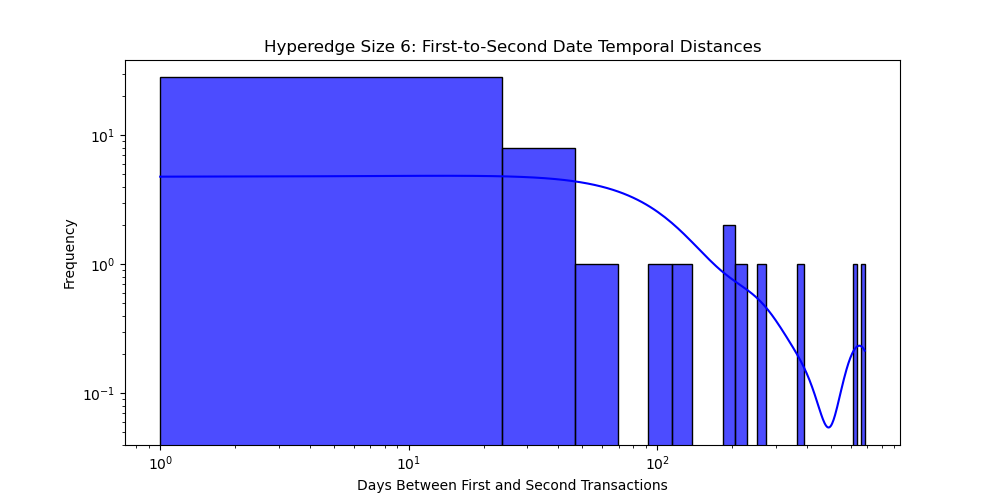 Hyperedge Size 6: First-to-Second Date Temporal Distances
Frequency
10¹
10⁰
10⁻¹
10⁰ 10¹ 10²
Days Between First and Second Transactions